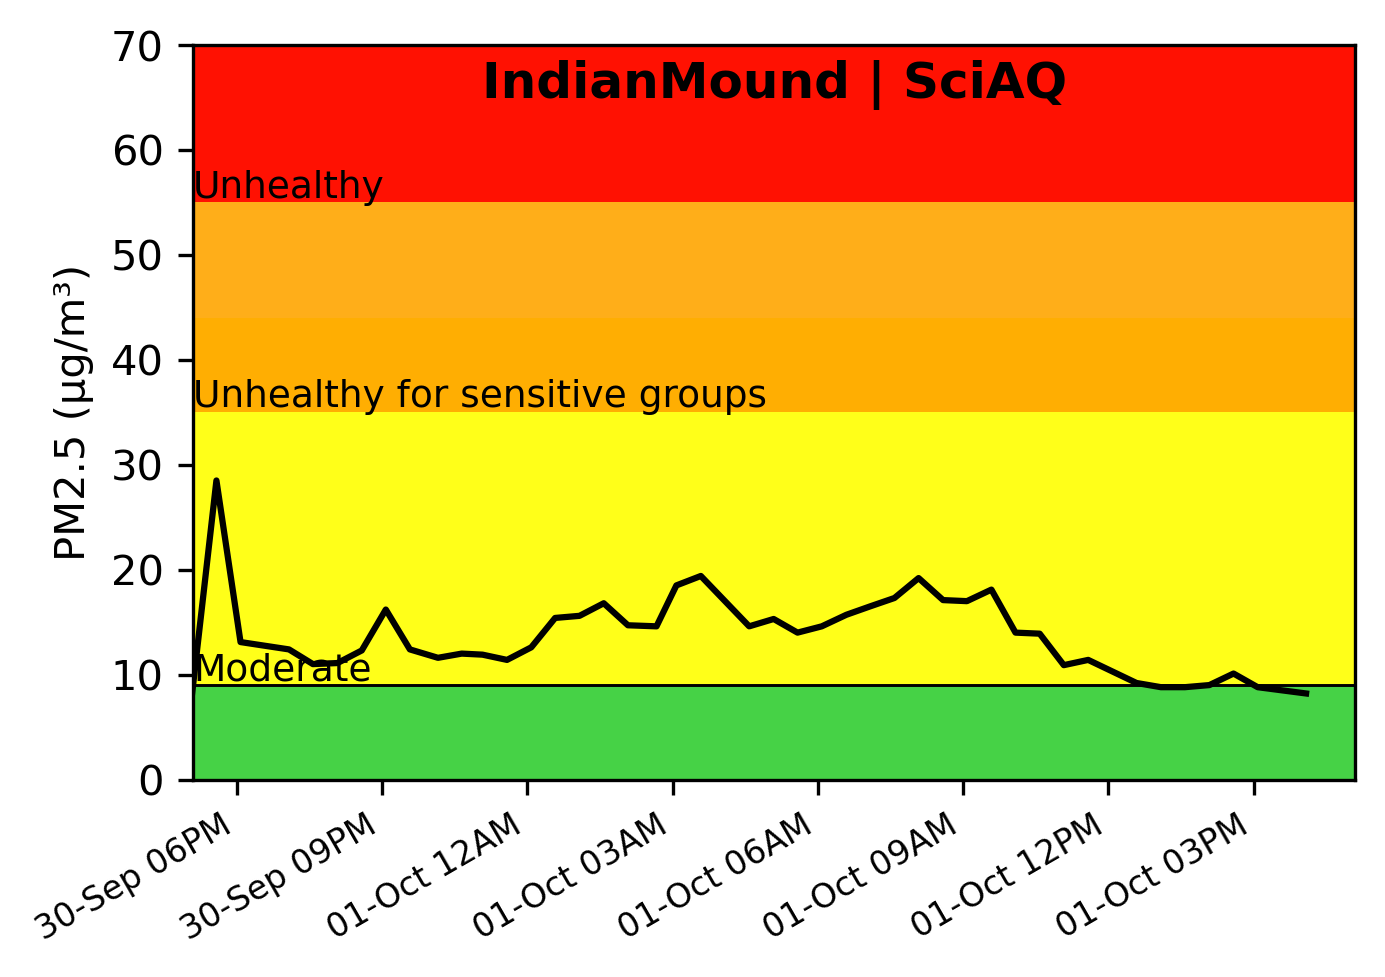 IndianMound | SciAQ
70
60
Unhealthy
50
40
Unhealthy for sensitive groups
30
20
Moderate
10
0
PM2.5 (µg/m³)
30-Sep 06PM
30-Sep 09PM
01-Oct 12AM
01-Oct 03AM
01-Oct 06AM
01-Oct 09AM
01-Oct 12PM
01-Oct 03PM